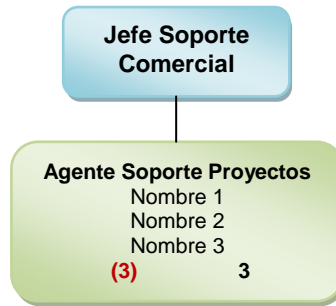 Jefe Soporte
Comercial
Agente Soporte Proyectos
Nombre 1
Nombre 2
Nombre 3
(3) 3